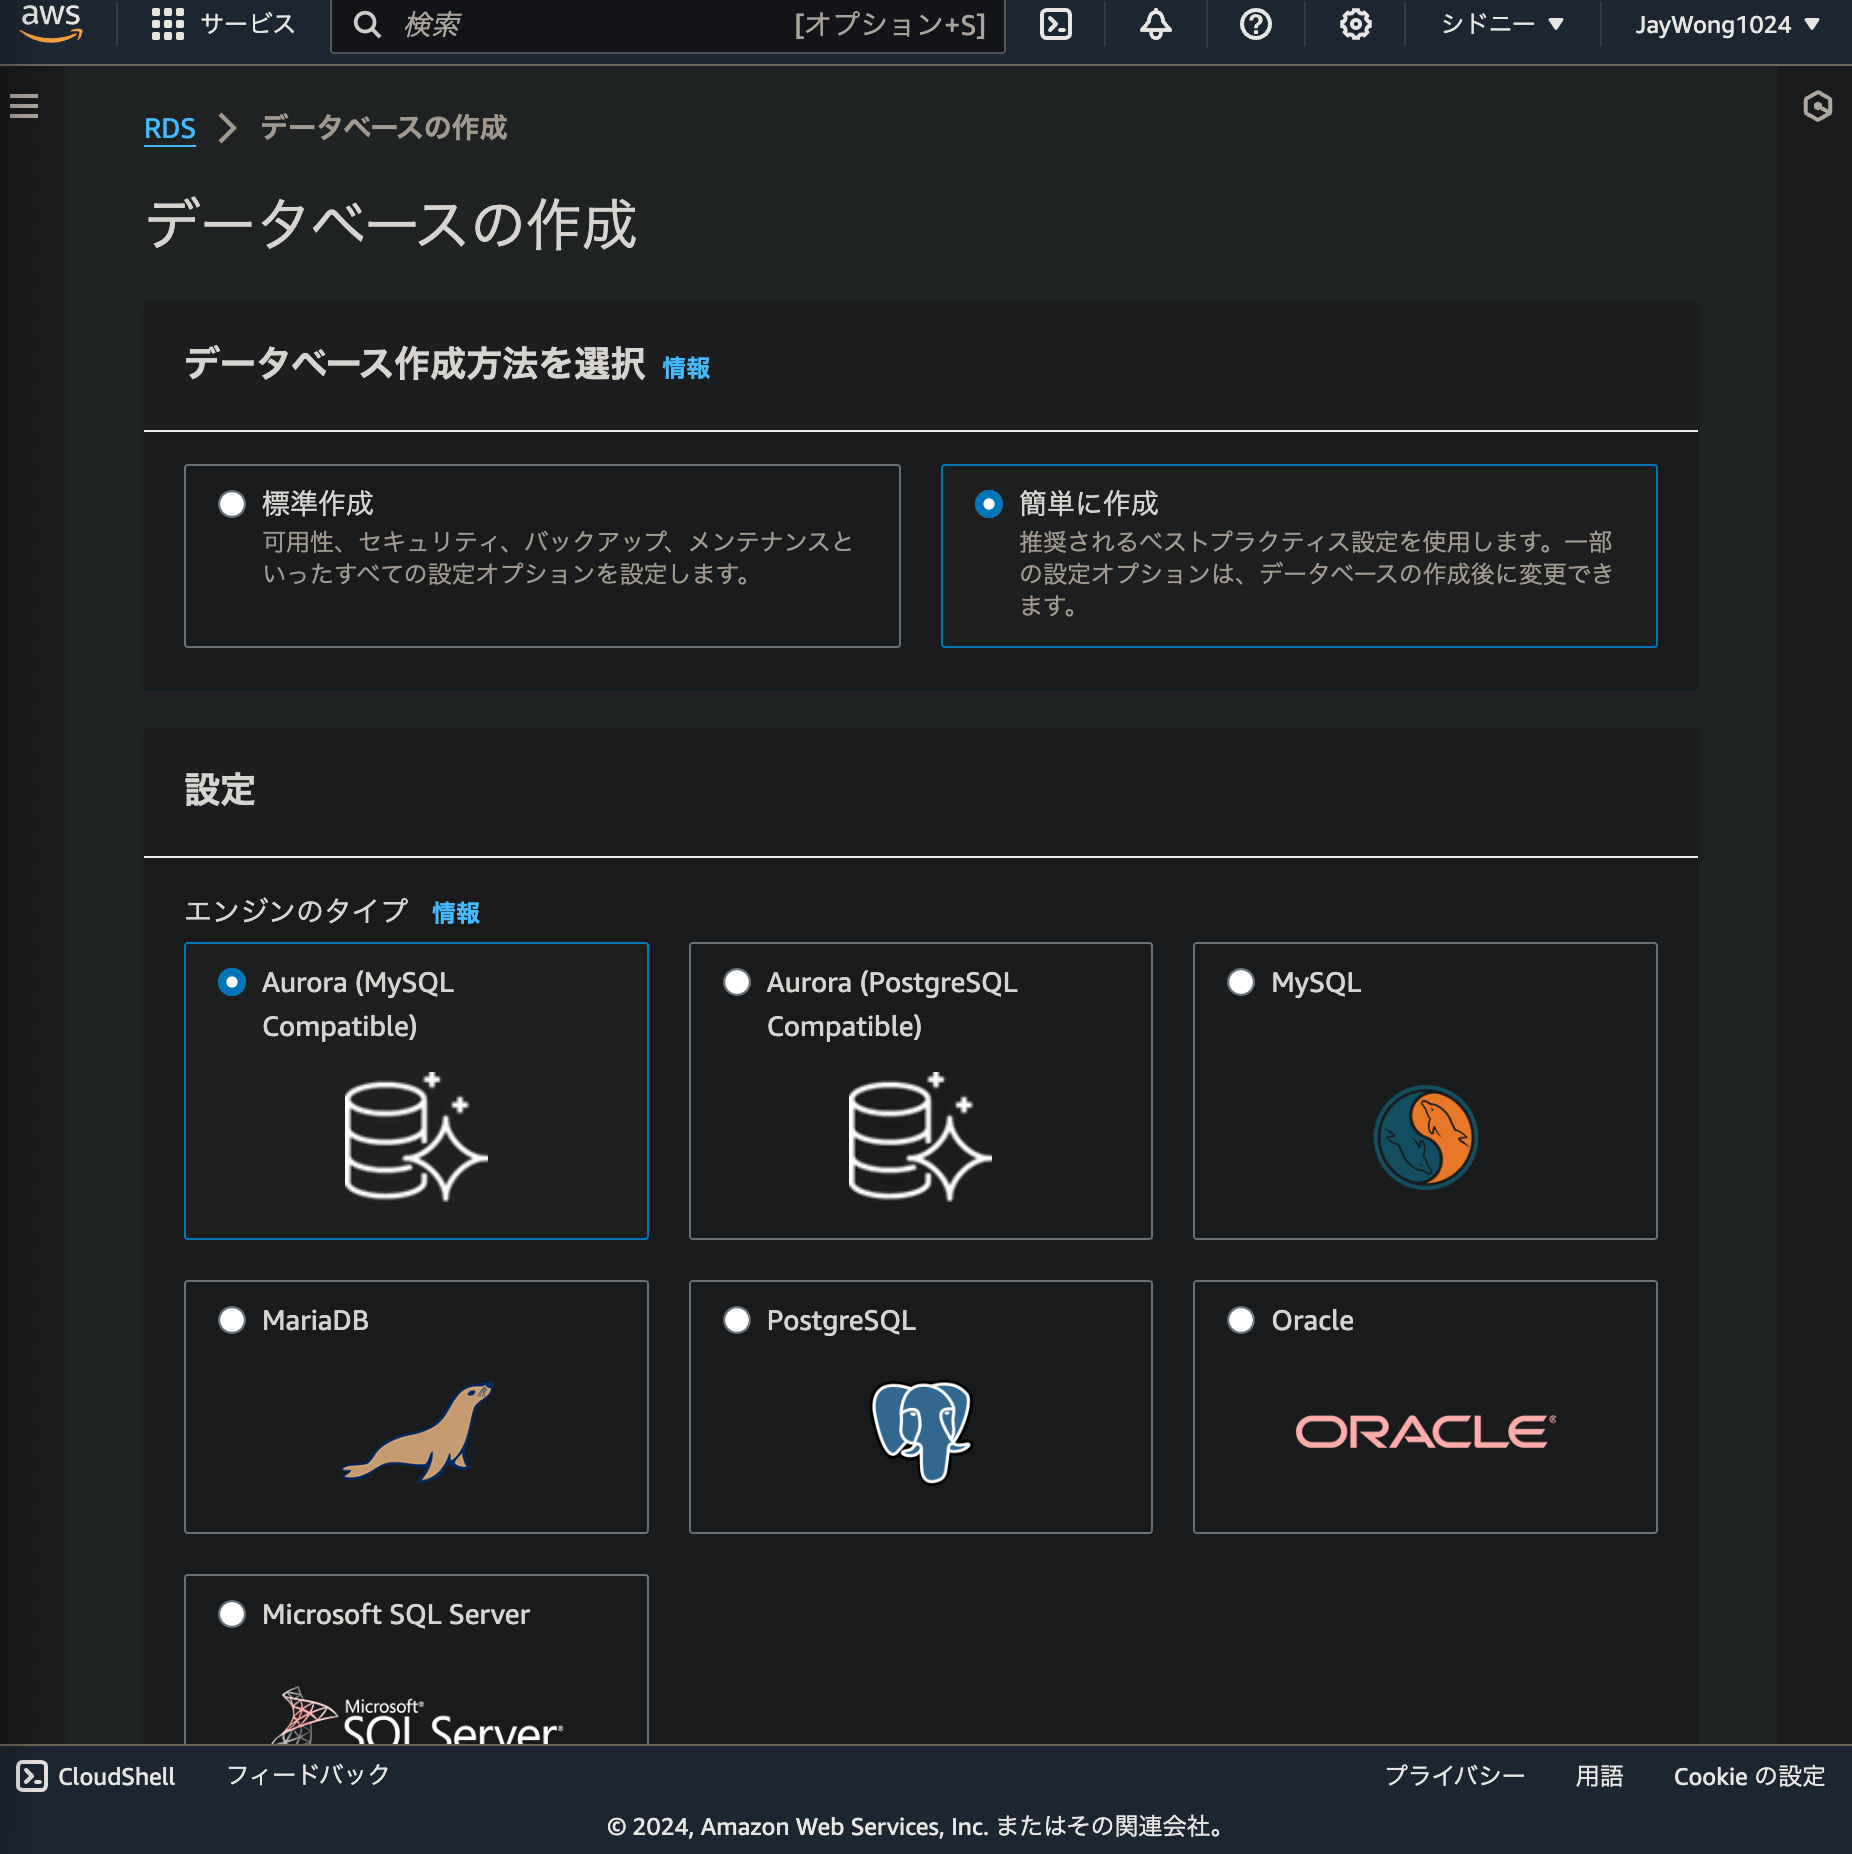 aws サービス 検索 [オプション+S] シドニー JayWong1024
RDS データベースの作成
データベースの作成
データベース作成方法を選択 情報
標準作成
可用性、セキュリティ、バックアップ、メンテナンスと
いったすべての設定オプションを設定します。
簡単に作成
推奨されるベストプラクティス設定を使用します。一部
の設定オプションは、データベースの作成後に変更でき
ます。
設定
エンジンのタイプ 情報
Aurora (MySQL
Compatible)
Aurora (PostgreSQL
Compatible)
MySQL
MariaDB
PostgreSQL
Oracle
ORACLE®
Microsoft SQL Server
Microsoft®
SQL Server®
CloudShell フィードバック プライバシー 用語 Cookie の設定
© 2024, Amazon Web Services, Inc. またはその関連会社。